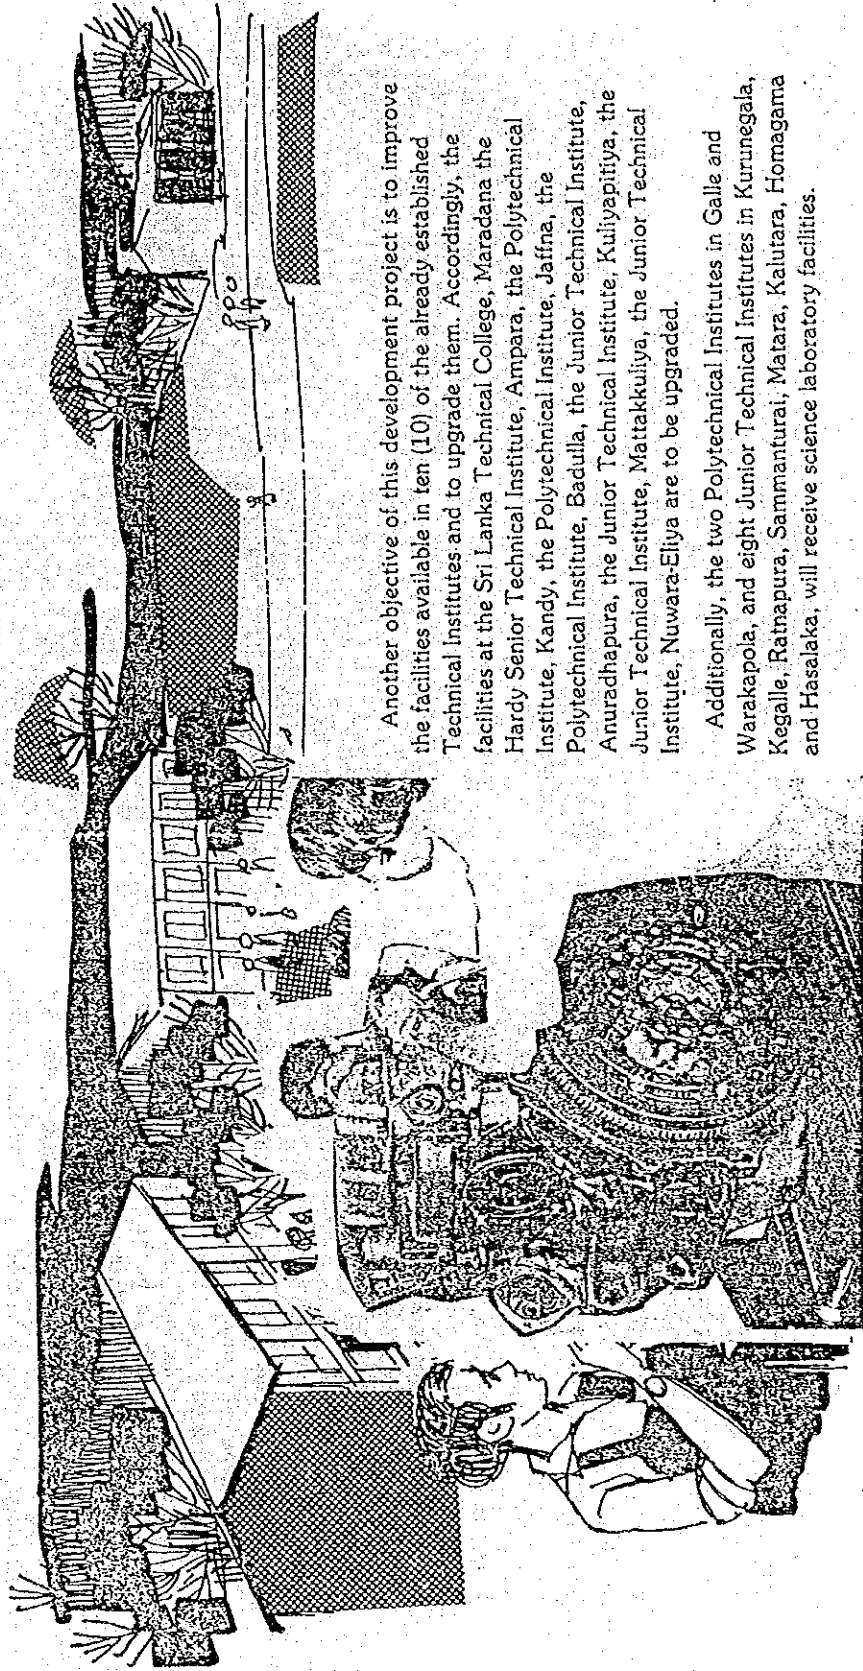 Another objective of this development project is to improve
the facilities available in ten (10) of the already established
Technical Institutes and to upgrade them. Accordingly, the
facilities at the Sri Lanka Technical College, Maradana the
Hardy Senior Technical Institute, Ampara, the Polytechnical
Institute, Kandy, the Polytechnical Institute, Jaffna, the
Polytechnical Institute, Badulla, the Junior Technical Institute,
Anuradhapura, the Junior Technical Institute, Kuliyapitiya, the
Junior Technical Institute, Mattakkuliya, the Junior Technical
Institute, Nuwara-Eliya are to be upgraded.
Additionally, the two Polytechnical Institutes in Galle and
Warakapola, and eight Junior Technical Institutes in Kurunegala,
Kegalle, Ratnapura, Sammanturai, Matara, Kalutara, Homagama
and Hasalaka, will receive science laboratory facilities.